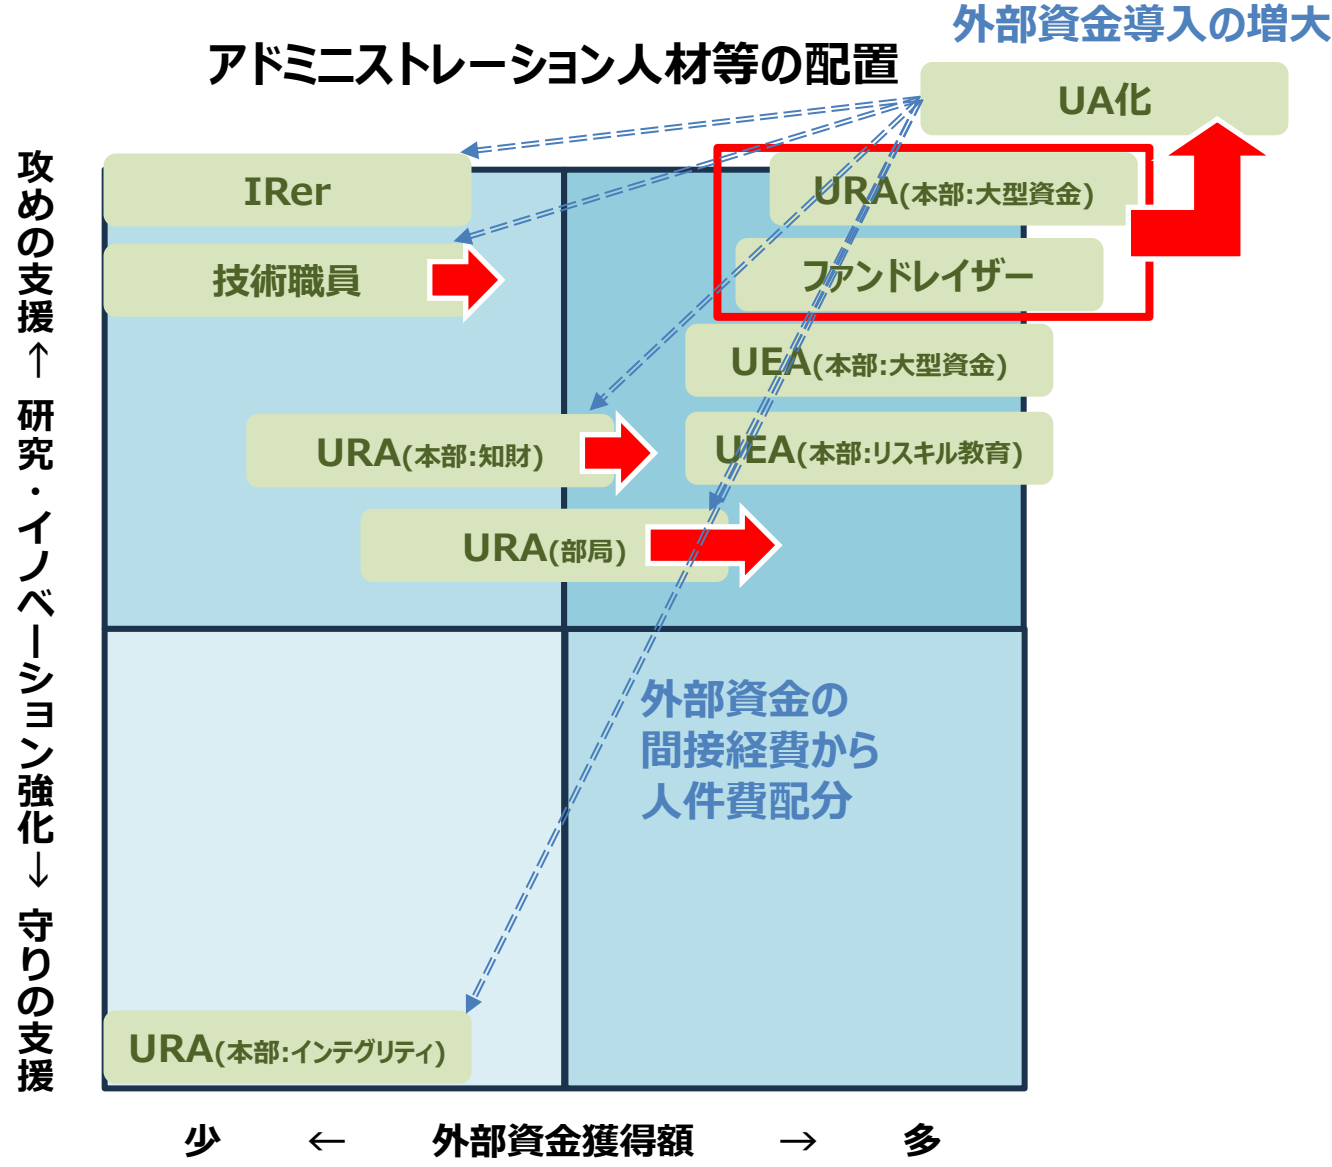 外部資金導入の増大
アドミニストレーション人材等の配置
UA化
IRer
URA(本部:大型資金)
技術職員
ファンドレイザー
UEA(本部:大型資金)
URA(本部:知財)
UEA(本部:リスキル教育)
URA(部局)
外部資金の
間接経費から
人件費配分
URA(本部:インテグリティ)
攻めの支援↑ 研究・イノベーション強化↓ 守りの支援
少 ← 外部資金獲得額 → 多